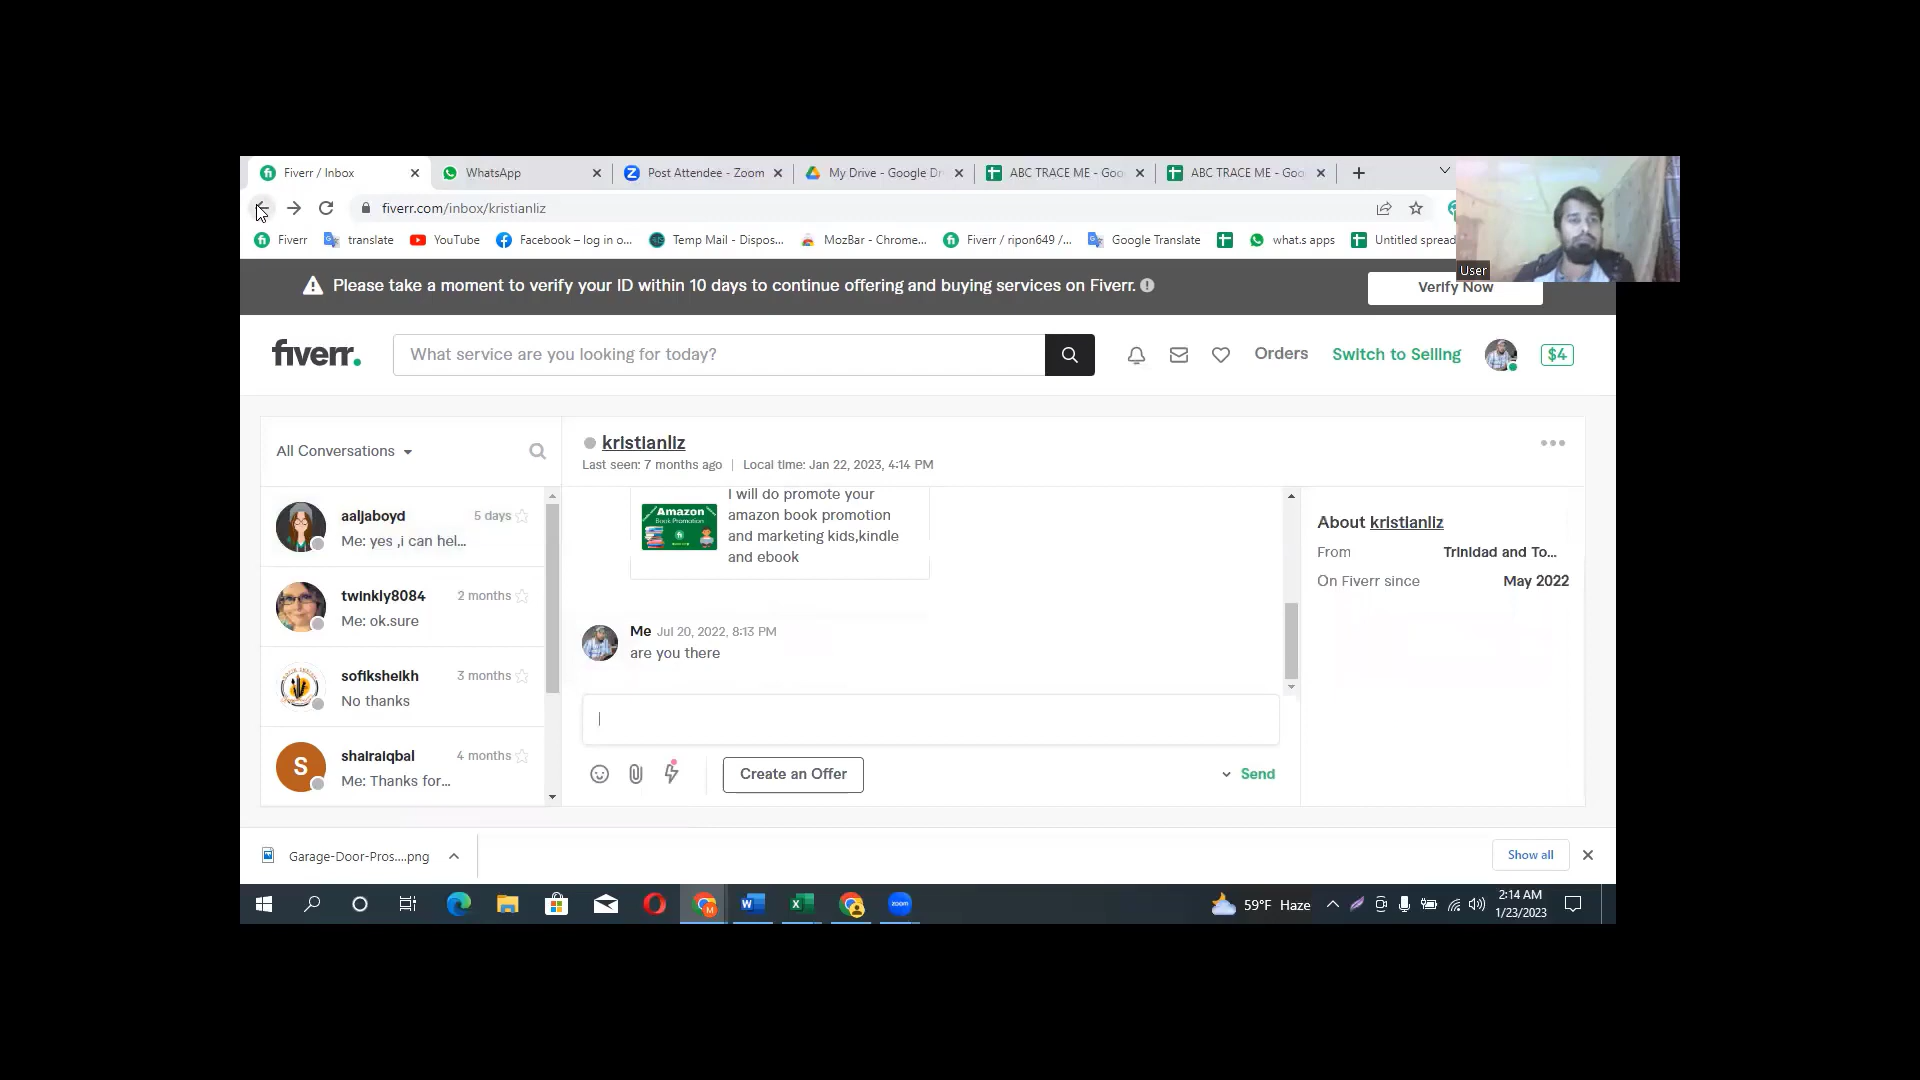 Fiverr / Inbox
WhatsApp
Post Attendee - Zoom
My Drive - Google Dr
ABC TRACE ME - Goo
ABC TRACE ME - Goo
fiverr.com/inbox/kristianliz
Fiverr
translate
YouTube
Facebook – log in o...
Temp Mail - Dispos...
MozBar - Chrome...
Fiverr / ripon649 /...
Google Translate
what.s apps
Untitled spread
User
Please take a moment to verify your ID within 10 days to continue offering and buying services on Fiverr.
Verify Now
fiverr.
What service are you looking for today?
Orders
Switch to Selling
$4
All Conversations
kristianliz
Last seen: 7 months ago | Local time: Jan 22, 2023, 4:14 PM
aaljaboyd
5 days
Me: yes ,i can hel...
twinkly8084
2 months
Me: ok.sure
sofiksheikh
3 months
No thanks
S
shairaiqbal
4 months
Me: Thanks for...
Amazon
Book Promotion
I will do promote your
amazon book promotion
and marketing kids,kindle
and ebook
Me Jul 20, 2022, 8:13 PM
are you there
Create an Offer
Send
About kristianliz
From
Trinidad and To...
On Fiverr since
May 2022
Garage-Door-Pros....png
Show all
zoom
59°F Haze
2:14 AM
1/23/2023